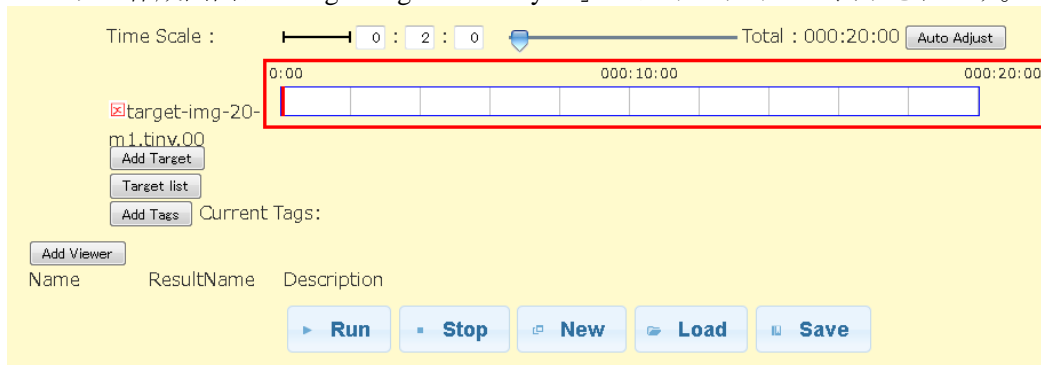 Time Scale : 0 : 2 : 0 Total : 000:20:00 Auto Adjust
0:00 000:10:00 000:20:00
target-img-20-
m1.tiny.00
Add Target
Target list
Add Tags Current Tags:
Add Viewer
Name ResultName Description
Run Stop New Load Save